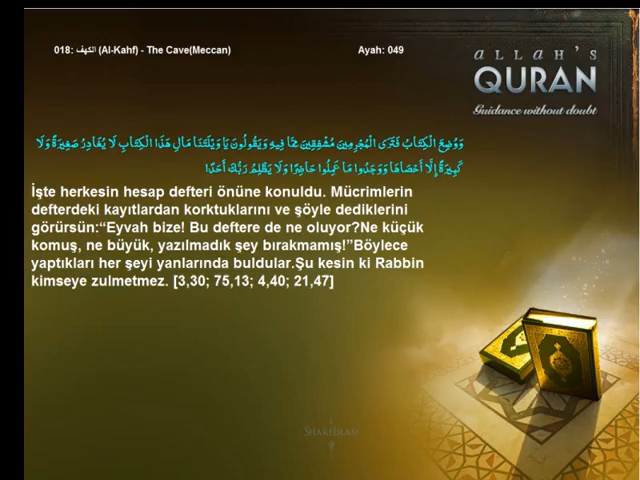 018: الكهف (Al-Kahf) - The Cave(Meccan) Ayah: 049
ALLAH'S
QURAN
Guidance without doubt
وَوُضِعَ الْكِتَابُ فَتَرَى الْمُجْرِمِينَ مُشْفِقِينَ مِمَّا فِيهِ وَيَقُولُونَ يَا وَيْلَتَنَا مَالِ هَذَا الْكِتَابِ لَا يُغَادِرُ صَغِيرَةً وَلَا
كَبِيرَةً إِلَّا أَحْصَاهَا وَوَجَدُوا مَا عَمِلُوا حَاضِرًا وَلَا يَظْلِمُ رَبُّكَ أَحَدًا
İşte herkesin hesap defteri önüne konuldu. Mücrimlerin
defterdeki kayıtlardan korktuklarını ve şöyle dediklerini
görürsün:“Eyvah bize! Bu deftere de ne oluyor?Ne küçük
komuş, ne büyük, yazılmadık şey bırakmamış!”Böylece
yaptıkları her şeyi yanlarında buldular.Şu kesin ki Rabbin
kimseye zulmetmez. [3,30; 75,13; 4,40; 21,47]
SHAREISLAM